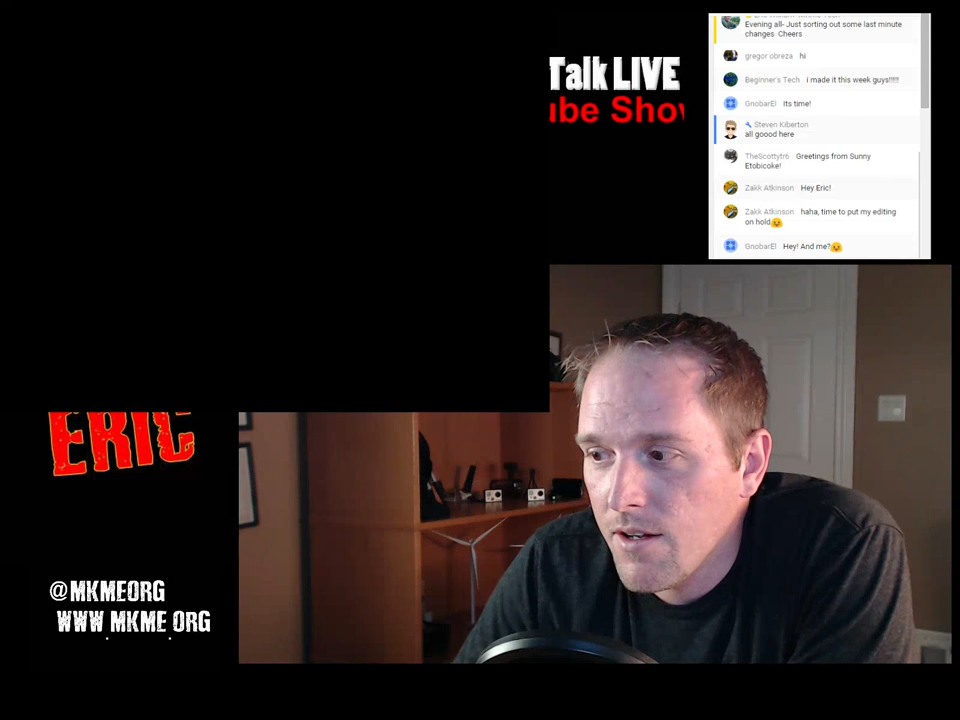 Talk LIVE
ube Show
Evening all- Just sorting out some last minute
changes Cheers
gregor obreza hi
Beginner's Tech i made it this week guys!!!!!
GnobarEl Its time!
Steven Kiberton
all goood here
TheScottytr6 Greetings from Sunny
Etobicoke!
Zakk Atkinson Hey Eric!
Zakk Atkinson haha, time to put my editing
on hold😛
GnobarEl Hey! And me?😛
ERIC
@MKMEORG
WWW.MKME.ORG